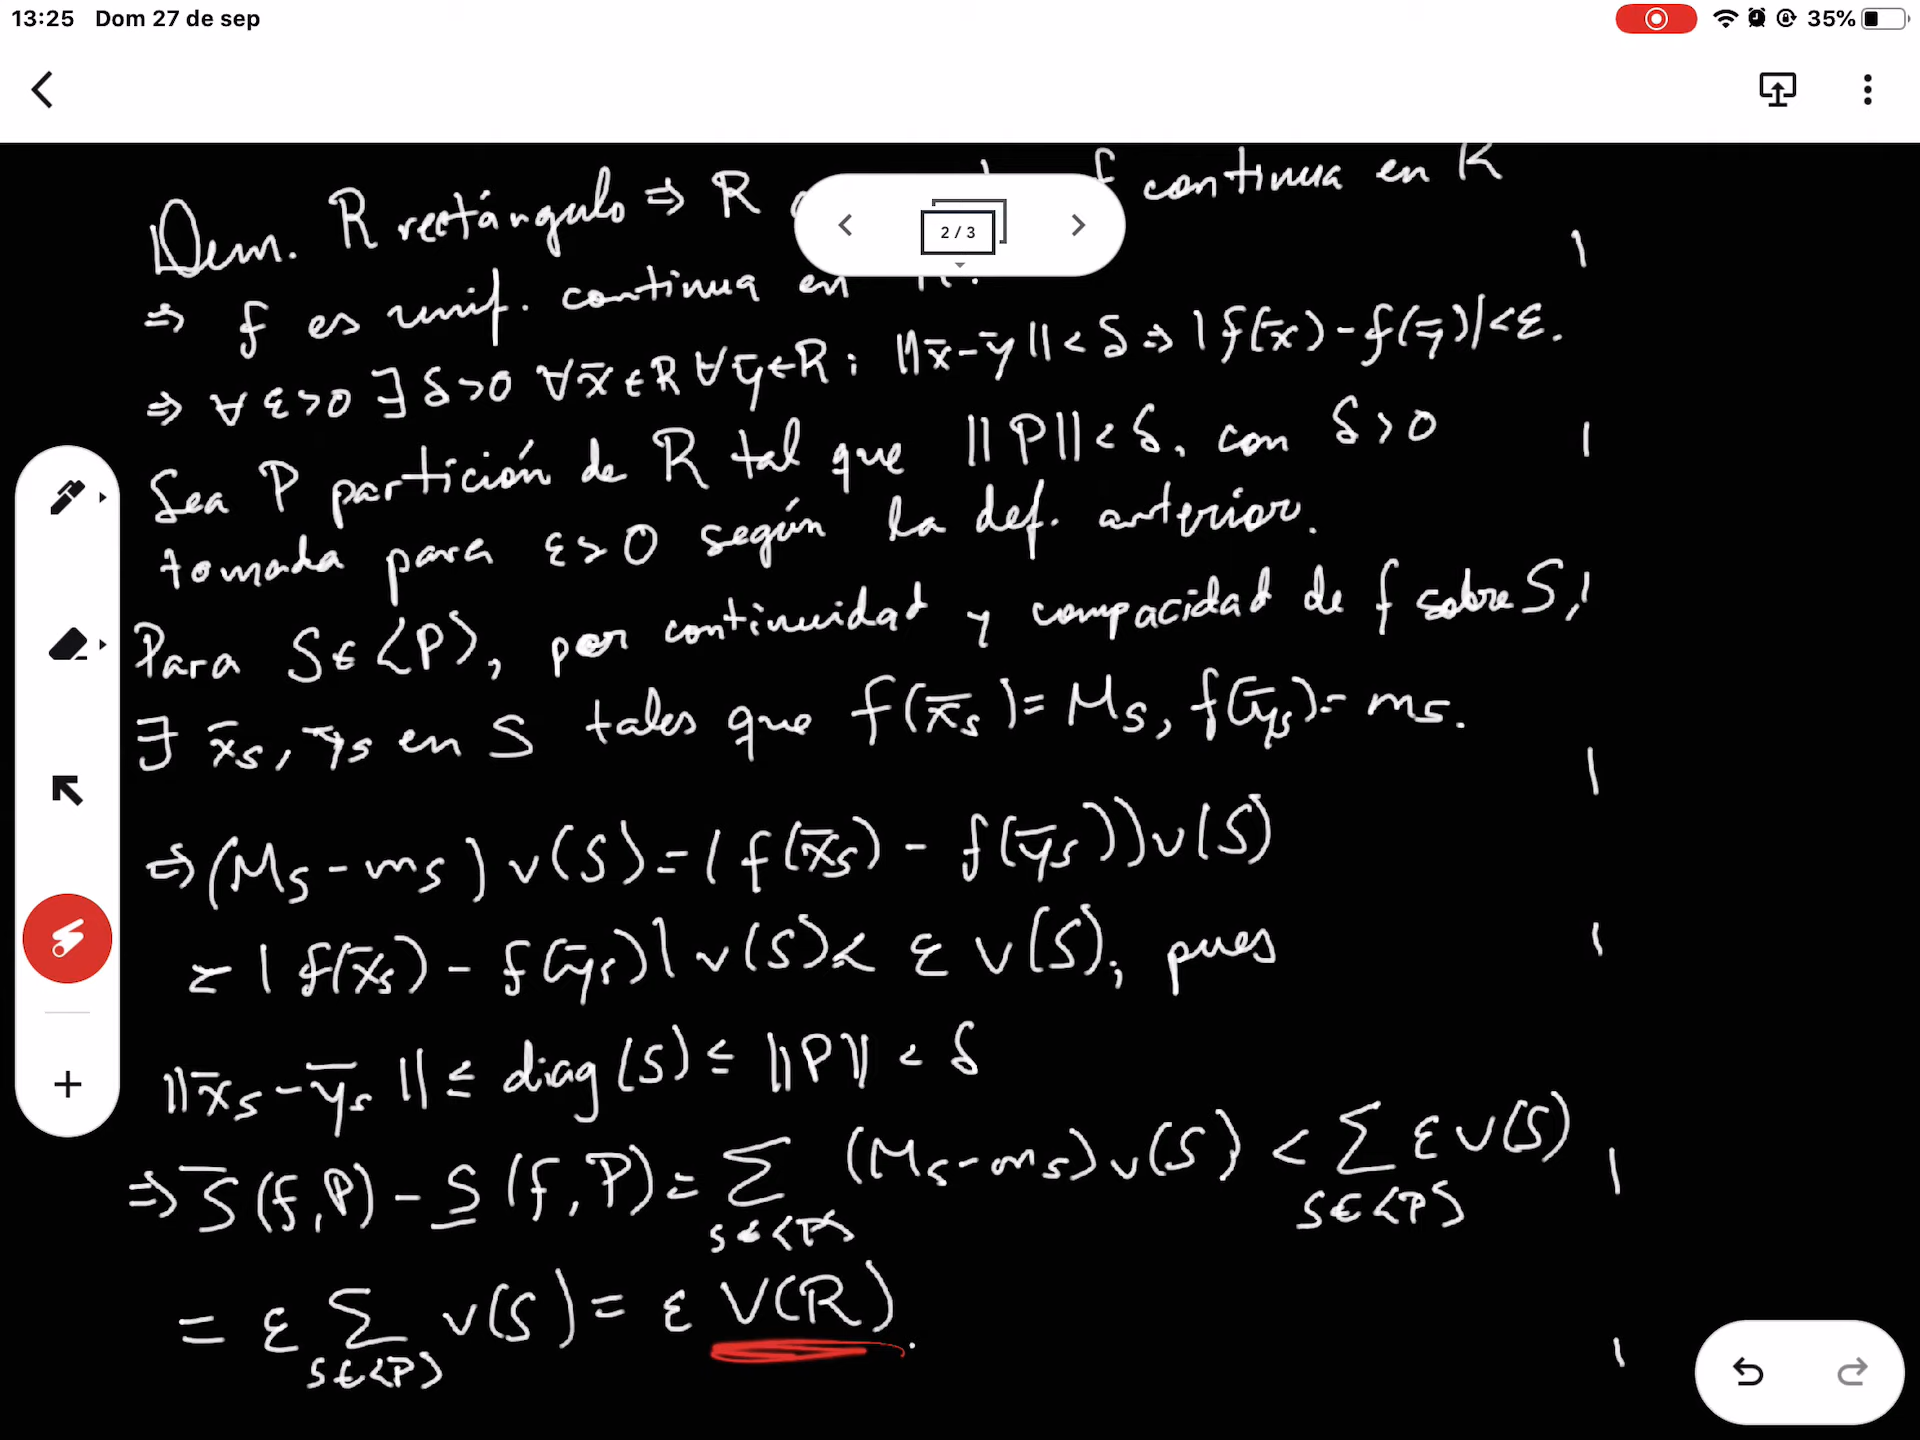 13:25 Dom 27 de sep 35%
2 / 3
Dem. R rectángulo ⇒ R f continua en R
⇒ f es unif. continua en
⇒ ∀ ε>0 ∃ δ>0 ∀x̄∈R ∀ȳ∈R: ||x̄-ȳ|| < δ ⇒ |f(x̄)-f(ȳ)|<ε.
Sea P partición de R tal que ||P||<δ, con δ>0
tomada para ε>0 según la def. anterior.
Para S∈<P>, por continuidad y compacidad de f sobre S,
∃ x̄s, ȳs en S tales que f(x̄s)=Ms, f(ȳs)=ms.
⇒(Ms-ms) v(S)=(f(x̄s)-f(ȳs))v(S)
=|f(x̄s)-f(ȳs)|v(S)< ε v(S), pues
||x̄s-ȳs|| ≤ diag(S) ≤ ||P|| < δ
⇒ S̅(f,P)-S̲(f,P)= Σ (Ms-ms)v(S) < Σ εv(S)
S∈<P> S∈<P>
= ε Σ v(S)= ε V(R).
S∈<P>